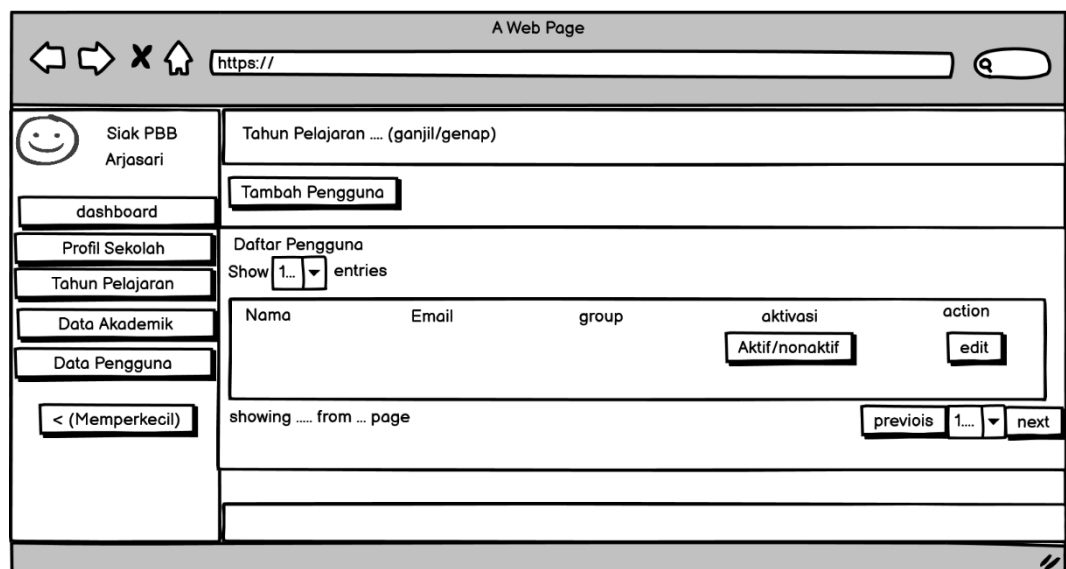 A Web Page
https://
Siak PBB
Arjasari
dashboard
Profil Sekolah
Tahun Pelajaran
Data Akademik
Data Pengguna
< (Memperkecil)
Tahun Pelajaran .... (ganjil/genap)
Tambah Pengguna
Daftar Pengguna
Show 1... entries
Nama Email group aktivasi action
Aktif/nonaktif edit
showing ..... from ... page
previois 1.... next